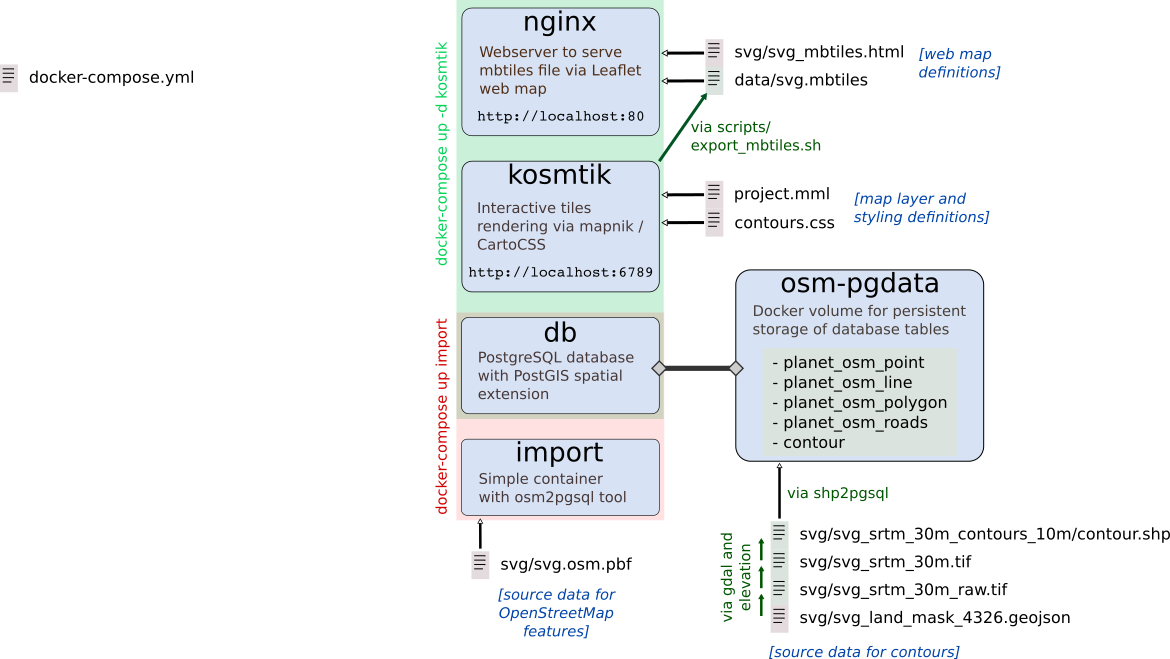 docker-compose.yml
docker-compose up -d kosmtik
nginx
Webserver to serve
mbtiles file via Leaflet
web map
http://localhost:80
svg/svg_mbtiles.html
data/svg.mbtiles
[web map
definitions]
via scripts/
export_mbtiles.sh
kosmtik
Interactive tiles
rendering via mapnik /
CartoCSS
http://localhost:6789
project.mml
contours.css
[map layer and
styling definitions]
docker-compose up import
db
PostgreSQL database
with PostGIS spatial
extension
osm-pgdata
Docker volume for persistent
storage of database tables
- planet_osm_point
- planet_osm_line
- planet_osm_polygon
- planet_osm_roads
- contour
import
Simple container
with osm2pgsql tool
svg/svg.osm.pbf
[source data for
OpenStreetMap
features]
via shp2pgsql
via gdal and
elevation
svg/svg_srtm_30m_contours_10m/contour.shp
svg/svg_srtm_30m.tif
svg/svg_srtm_30m_raw.tif
svg/svg_land_mask_4326.geojson
[source data for contours]